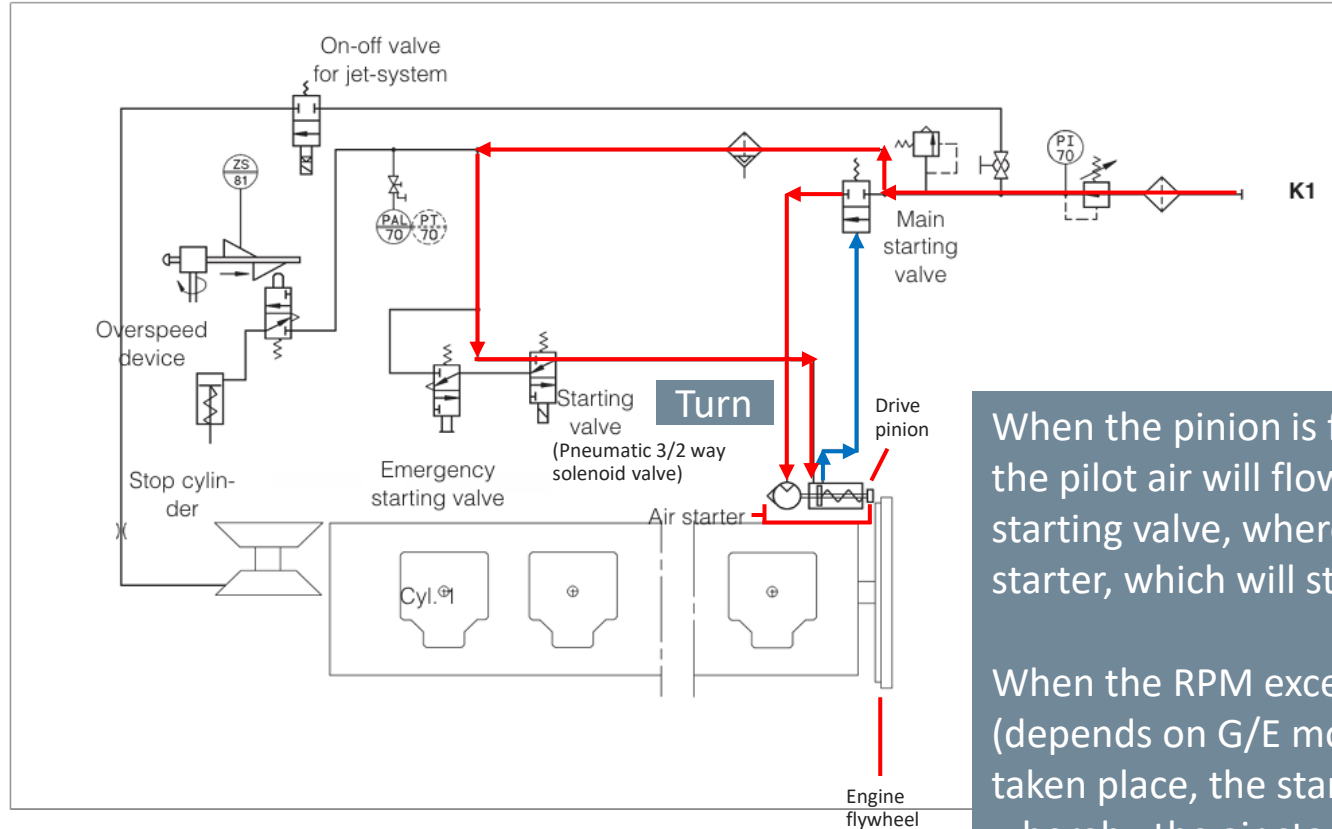 On-off valve
for jet-system
ZS
81
PAL
70
PT
70
PI
70
K1
Main
starting
valve
Overspeed
device
Starting
valve
(Pneumatic 3/2 way
solenoid valve)
Turn
Drive
pinion
Stop cylin-
der
Emergency
starting valve
Air starter
Cyl. 1
Engine
flywheel
When the pinion is f
the pilot air will flow
starting valve, where
starter, which will st
When the RPM exce
(depends on G/E mo
taken place, the star